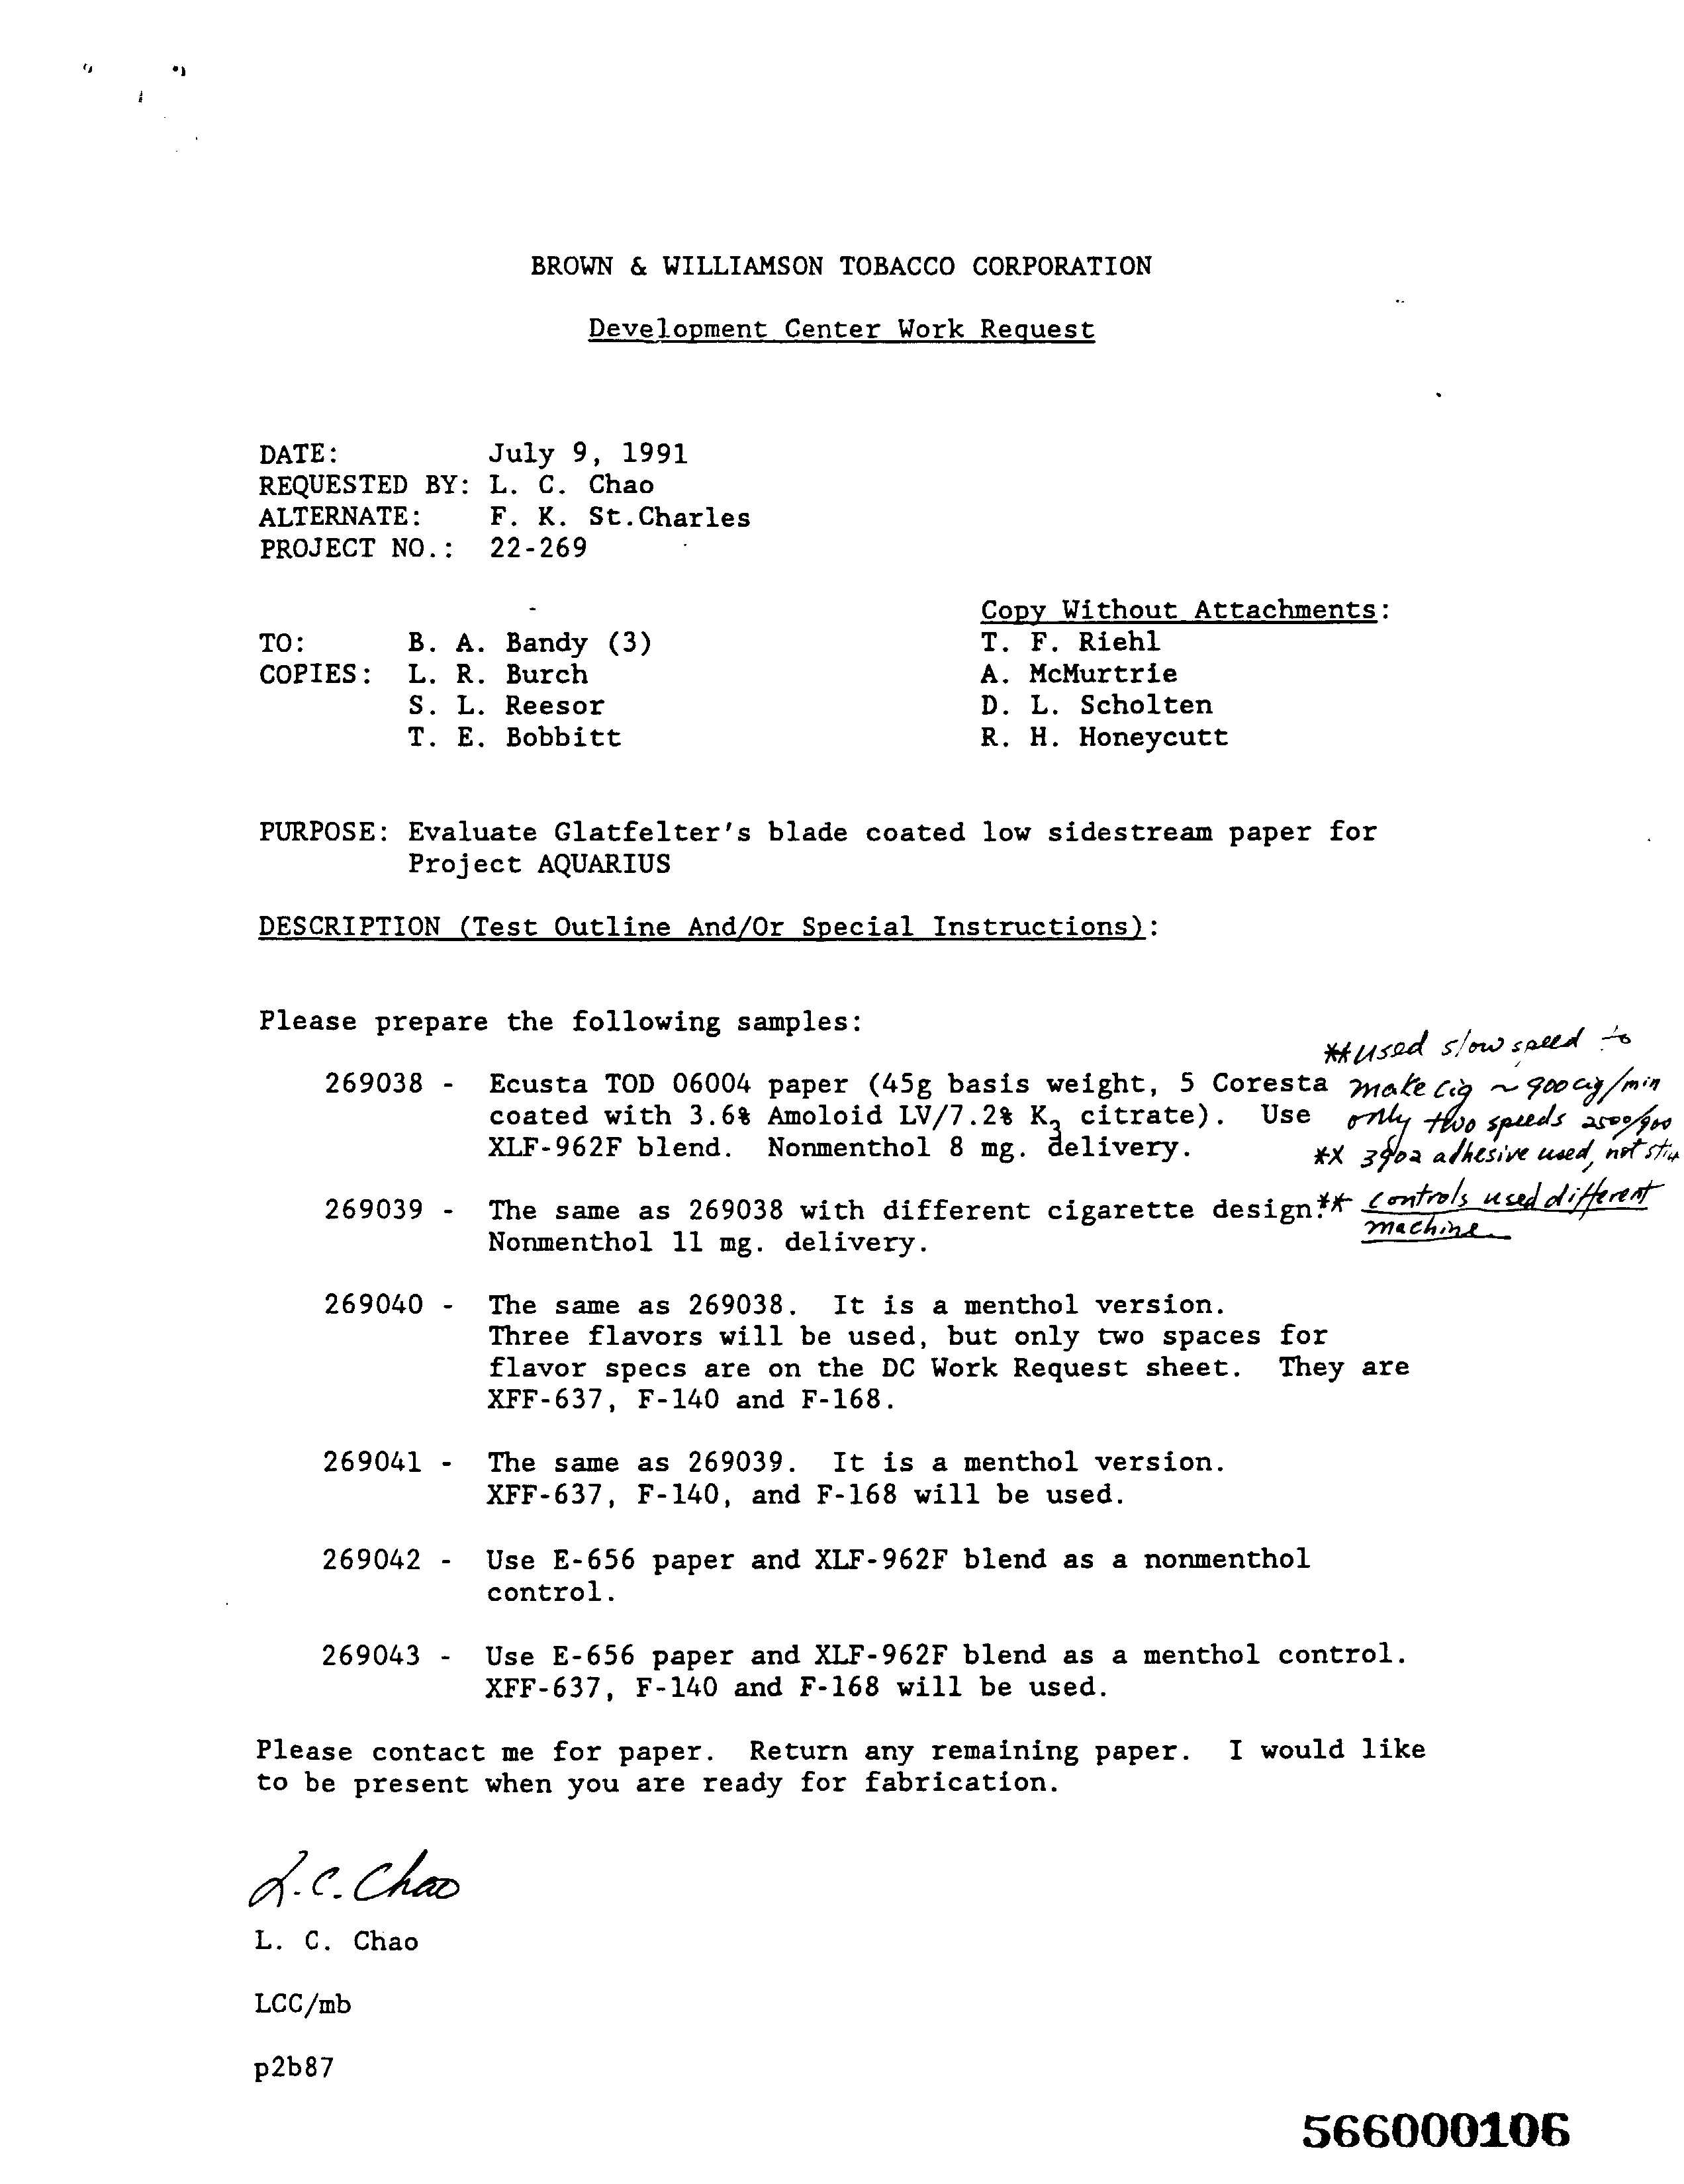 BROWN & WILLIAMSON TOBACCO CORPORATION
Development Center Work Request
DATE: July 9, 1991
REQUESTED BY: L. C. Chao
ALTERNATE: F. K. St.Charles
PROJECT NO.: 22-269
Copy Without Attachments:
TO: B. A. Bandy (3) T. F. Riehl
COPIES: L. R. Burch A. McMurtrie
S. L. Reesor D. L. Scholten
T. E. Bobbitt R. H. Honeycutt
PURPOSE: Evaluate Glatfelter's blade coated low sidestream paper for
Project AQUARIUS
DESCRIPTION (Test Outline And/Or Special Instructions):
Please prepare the following samples:
**used slow speed to
make cig ~ 900 cig/min
only two speeds 2500/900
** 3902 adhesive used, not
** controls used different
machine
269038 - Ecusta TOD 06004 paper (45g basis weight, 5 Coresta
coated with 3.6% Amoloid LV/7.2% K3 citrate). Use
XLF-962F blend. Nonmenthol 8 mg. delivery.
269039 - The same as 269038 with different cigarette design.
Nonmenthol 11 mg. delivery.
269040 - The same as 269038. It is a menthol version.
Three flavors will be used, but only two spaces for
flavor specs are on the DC Work Request sheet. They are
XFF-637, F-140 and F-168.
269041 - The same as 269039. It is a menthol version.
XFF-637, F-140, and F-168 will be used.
269042 - Use E-656 paper and XLF-962F blend as a nonmenthol
control.
269043 - Use E-656 paper and XLF-962F blend as a menthol control.
XFF-637, F-140 and F-168 will be used.
Please contact me for paper. Return any remaining paper. I would like
to be present when you are ready for fabrication.
L.C. Chao
L. C. Chao
LCC/mb
p2b87
566000106